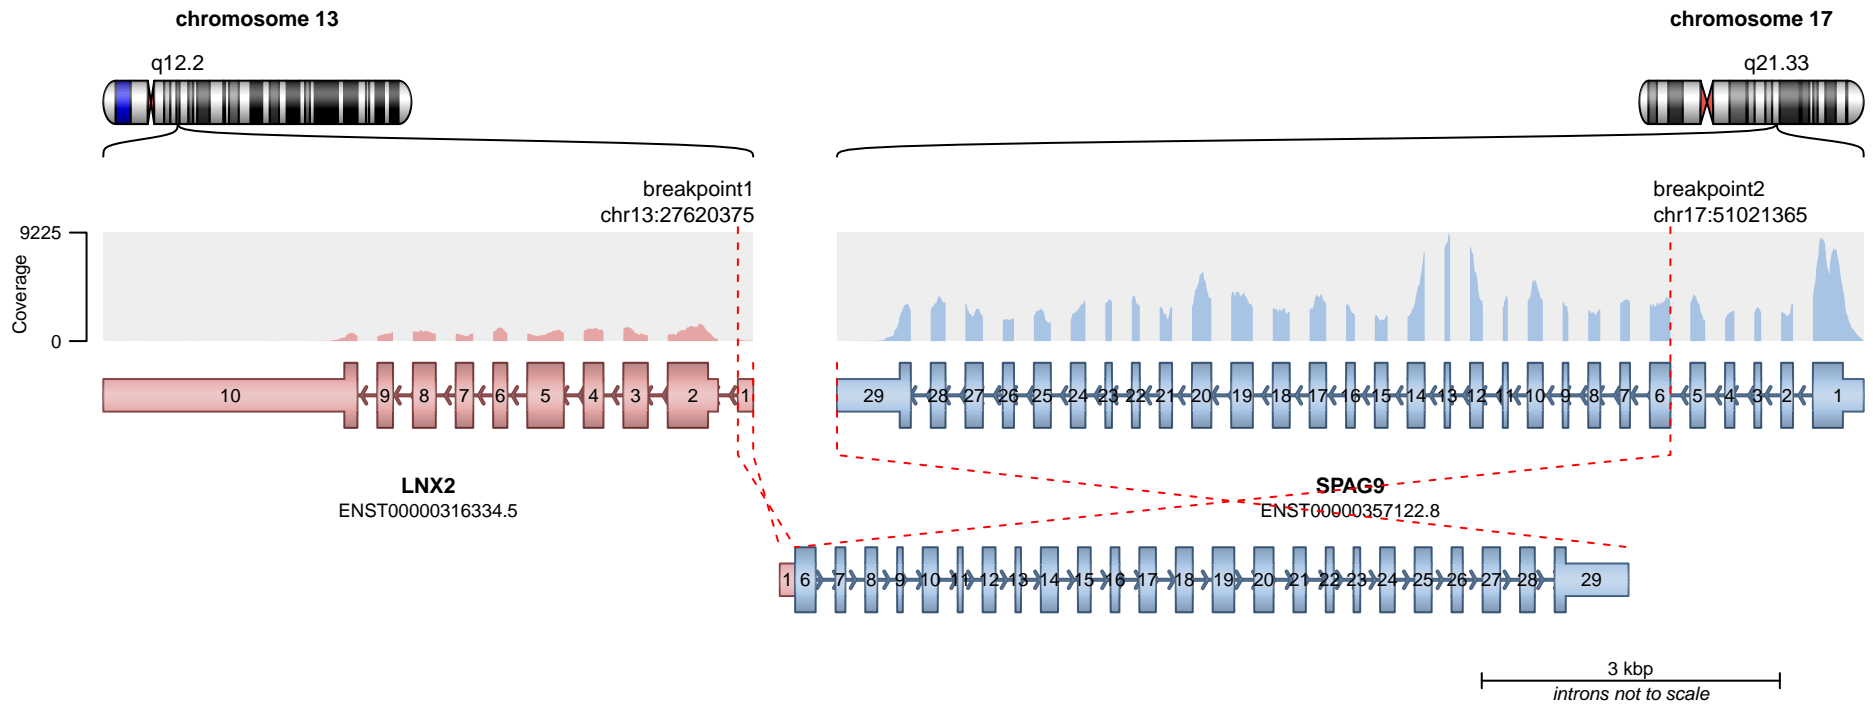 chromosome 13
chromosome 17
q12.2
q21.33
breakpoint1
chr13:27620375
breakpoint2
chr17:51021365
9225
Coverage
0
10 9 8 7 6 5 4 3 2 1
29 28 27 26 25 24 23 22 21 20 19 18 17 16 15 14 13 12 11 10 9 8 7 6 5 4 3 2 1
LNX2
ENST00000316334.5
SPAG9
ENST00000357122.8
1 6 7 8 9 10 11 12 13 14 15 16 17 18 19 20 21 22 23 24 25 26 27 28 29
3 kbp
introns not to scale